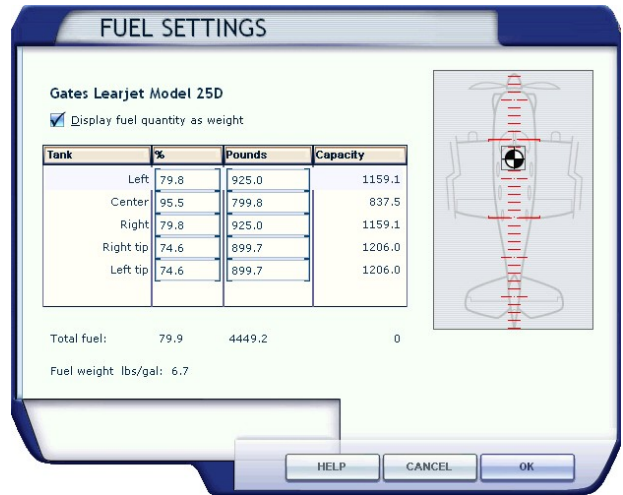 FUEL SETTINGS
Gates Learjet Model 25D
Display fuel quantity as weight
Tank % Pounds Capacity
Left 79.8 925.0 1159.1
Center 95.5 799.8 837.5
Right 79.8 925.0 1159.1
Right tip 74.6 899.7 1206.0
Left tip 74.6 899.7 1206.0
Total fuel: 79.9 4449.2 0
Fuel weight lbs/gal: 6.7
HELP CANCEL OK